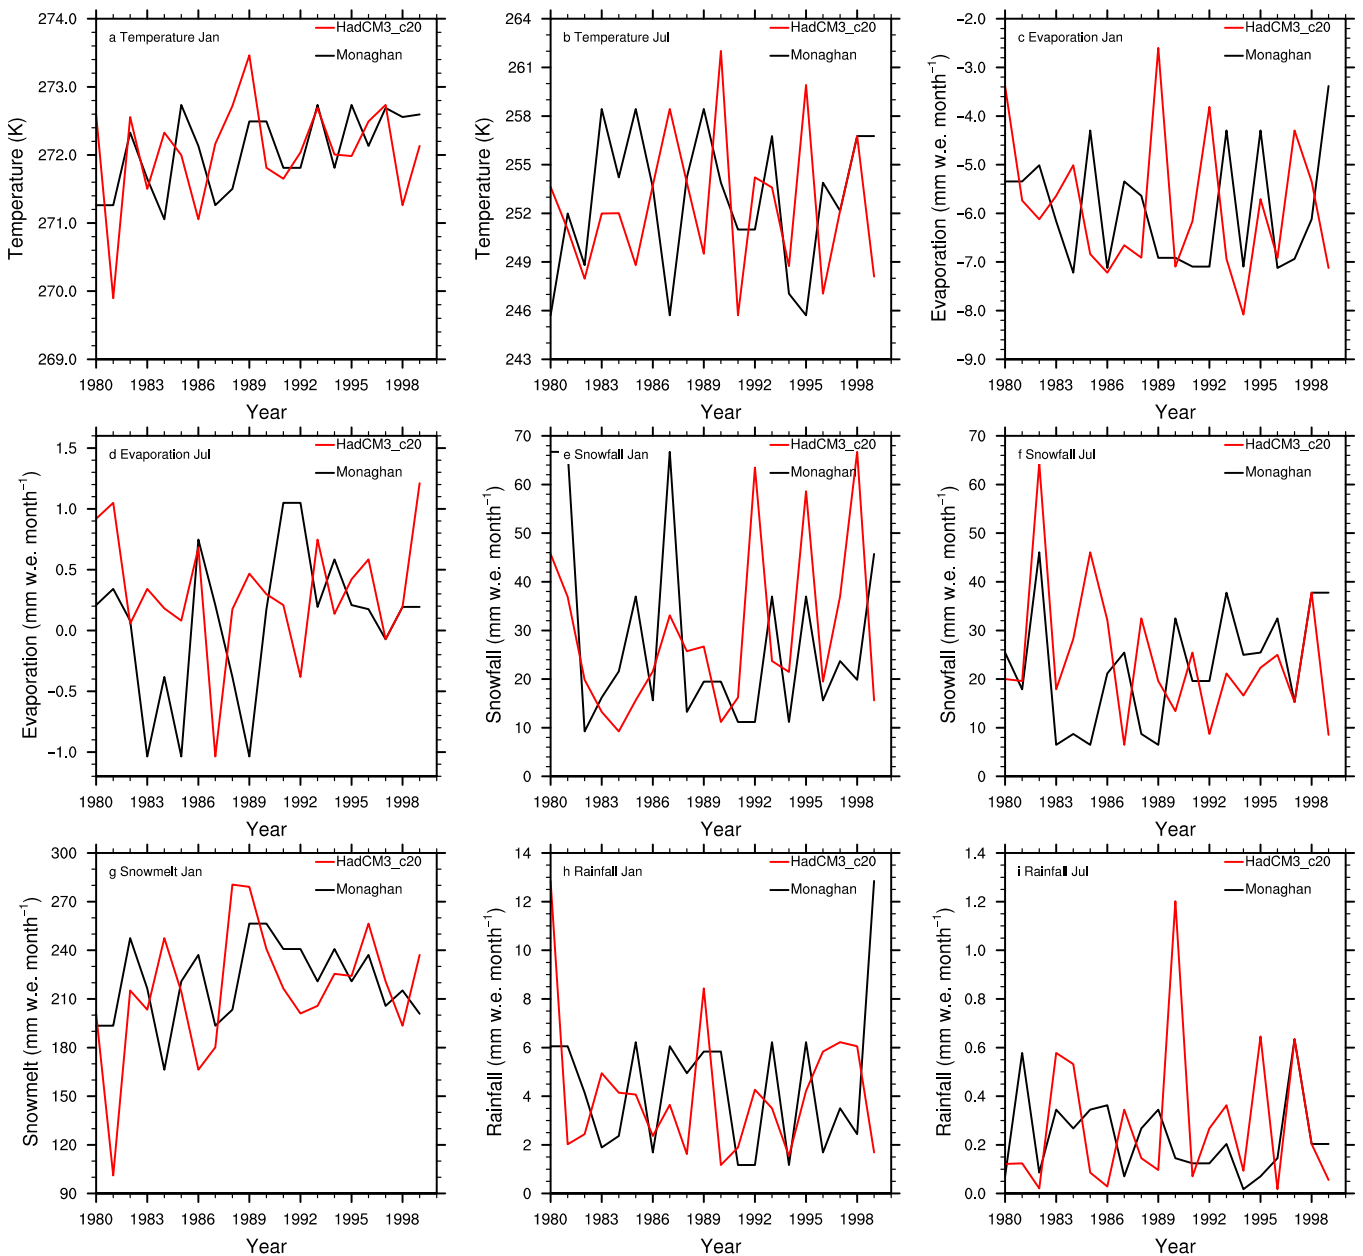 a Temperature Jan
HadCM3_c20
Monaghan
Temperature (K)
274.0
273.0
272.0
271.0
270.0
269.0
1980 1983 1986 1989 1992 1995 1998
Year
b Temperature Jul
HadCM3_c20
Monaghan
Temperature (K)
264
261
258
255
252
249
246
243
1980 1983 1986 1989 1992 1995 1998
Year
c Evaporation Jan
HadCM3_c20
Monaghan
Evaporation (mm w.e. month⁻¹)
−2.0
−3.0
−4.0
−5.0
−6.0
−7.0
−8.0
−9.0
1980 1983 1986 1989 1992 1995 1998
Year
d Evaporation Jul
HadCM3_c20
Monaghan
Evaporation (mm w.e. month⁻¹)
1.5
1.0
0.5
0.0
−0.5
−1.0
1980 1983 1986 1989 1992 1995 1998
Year
e Snowfall Jan
HadCM3_c20
Monaghan
Snowfall (mm w.e. month⁻¹)
70
60
50
40
30
20
10
0
1980 1983 1986 1989 1992 1995 1998
Year
f Snowfall Jul
HadCM3_c20
Monaghan
Snowfall (mm w.e. month⁻¹)
70
60
50
40
30
20
10
0
1980 1983 1986 1989 1992 1995 1998
Year
g Snowmelt Jan
HadCM3_c20
Monaghan
Snowmelt (mm w.e. month⁻¹)
300
270
240
210
180
150
120
90
1980 1983 1986 1989 1992 1995 1998
Year
h Rainfall Jan
HadCM3_c20
Monaghan
Rainfall (mm w.e. month⁻¹)
14
12
10
8
6
4
2
0
1980 1983 1986 1989 1992 1995 1998
Year
i Rainfall Jul
HadCM3_c20
Monaghan
Rainfall (mm w.e. month⁻¹)
1.4
1.2
1.0
0.8
0.6
0.4
0.2
0.0
1980 1983 1986 1989 1992 1995 1998
Year